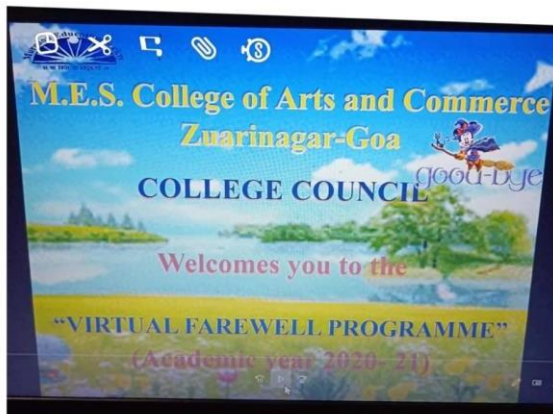 M.E.S. College of Arts and Commerce
Zuarinagar-Goa
good-bye
COLLEGE COUNCIL
Welcomes you to the
“VIRTUAL FAREWELL PROGRAMME”
(Academic year 2020- 21)